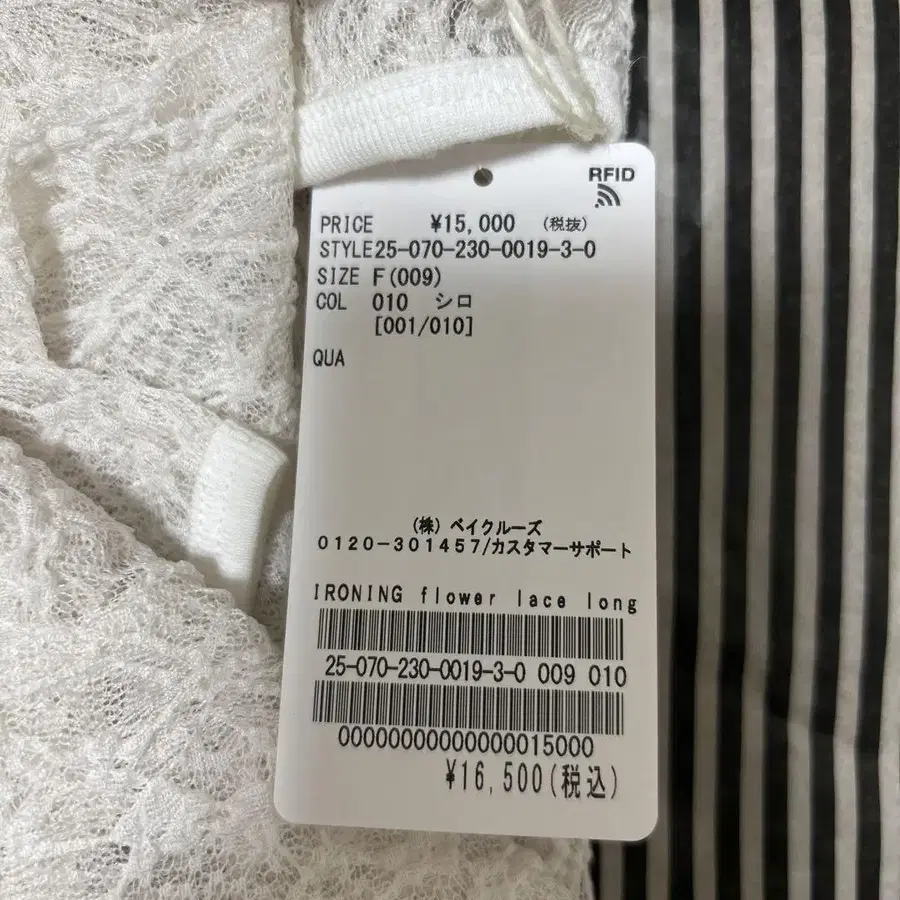 RFID
PRICE ¥15,000 (税抜)
STYLE25-070-230-0019-3-0
SIZE F(009)
COL 010 シロ
[001/010]
QUA
(株) ベイクルーズ
0120-301457/カスタマーサポート
IRONING flower lace long
25-070-230-0019-3-0 009 010
00000000000000015000
¥16,500(税込)